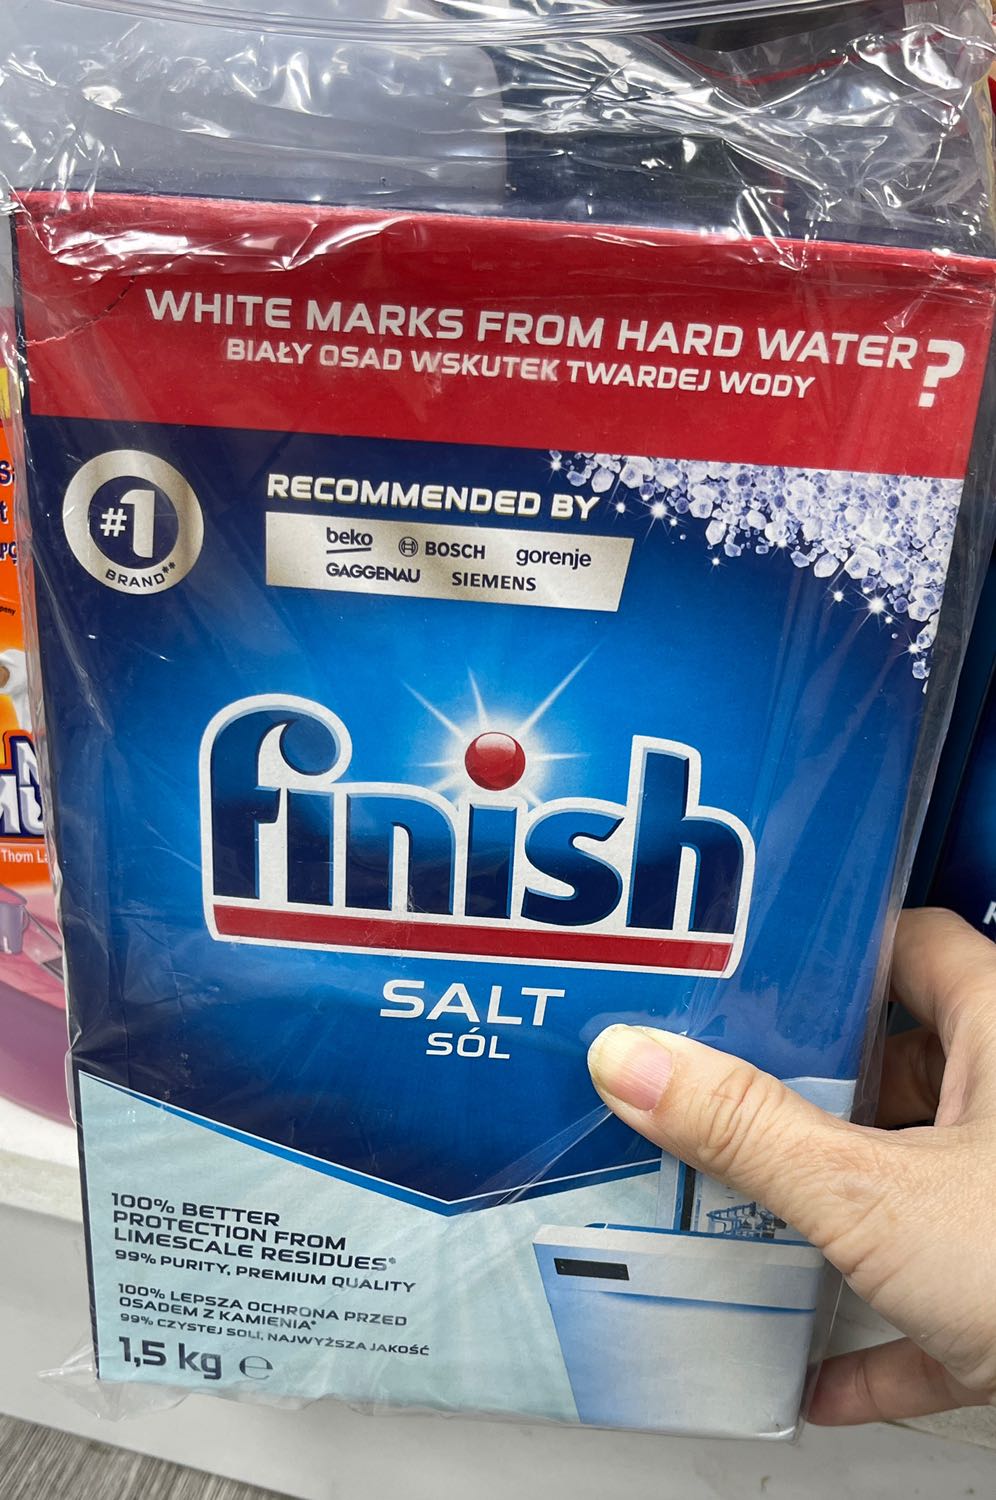 WHITE MARKS FROM HARD WATER?
BIAŁY OSAD WSKUTEK TWARDEJ WODY
#1
BRAND**
RECOMMENDED BY
beko BOSCH gorenje
GAGGENAU SIEMENS
finish
SALT
SÓL
100% BETTER
PROTECTION FROM
LIMESCALE RESIDUES*
99% PURITY, PREMIUM QUALITY
100% LEPSZA OCHRONA PRZED
OSADEM Z KAMIENIA*
99% CZYSTEJ SOLI, NAJWYŻSZA JAKOŚĆ
1,5 kg e
Thơm